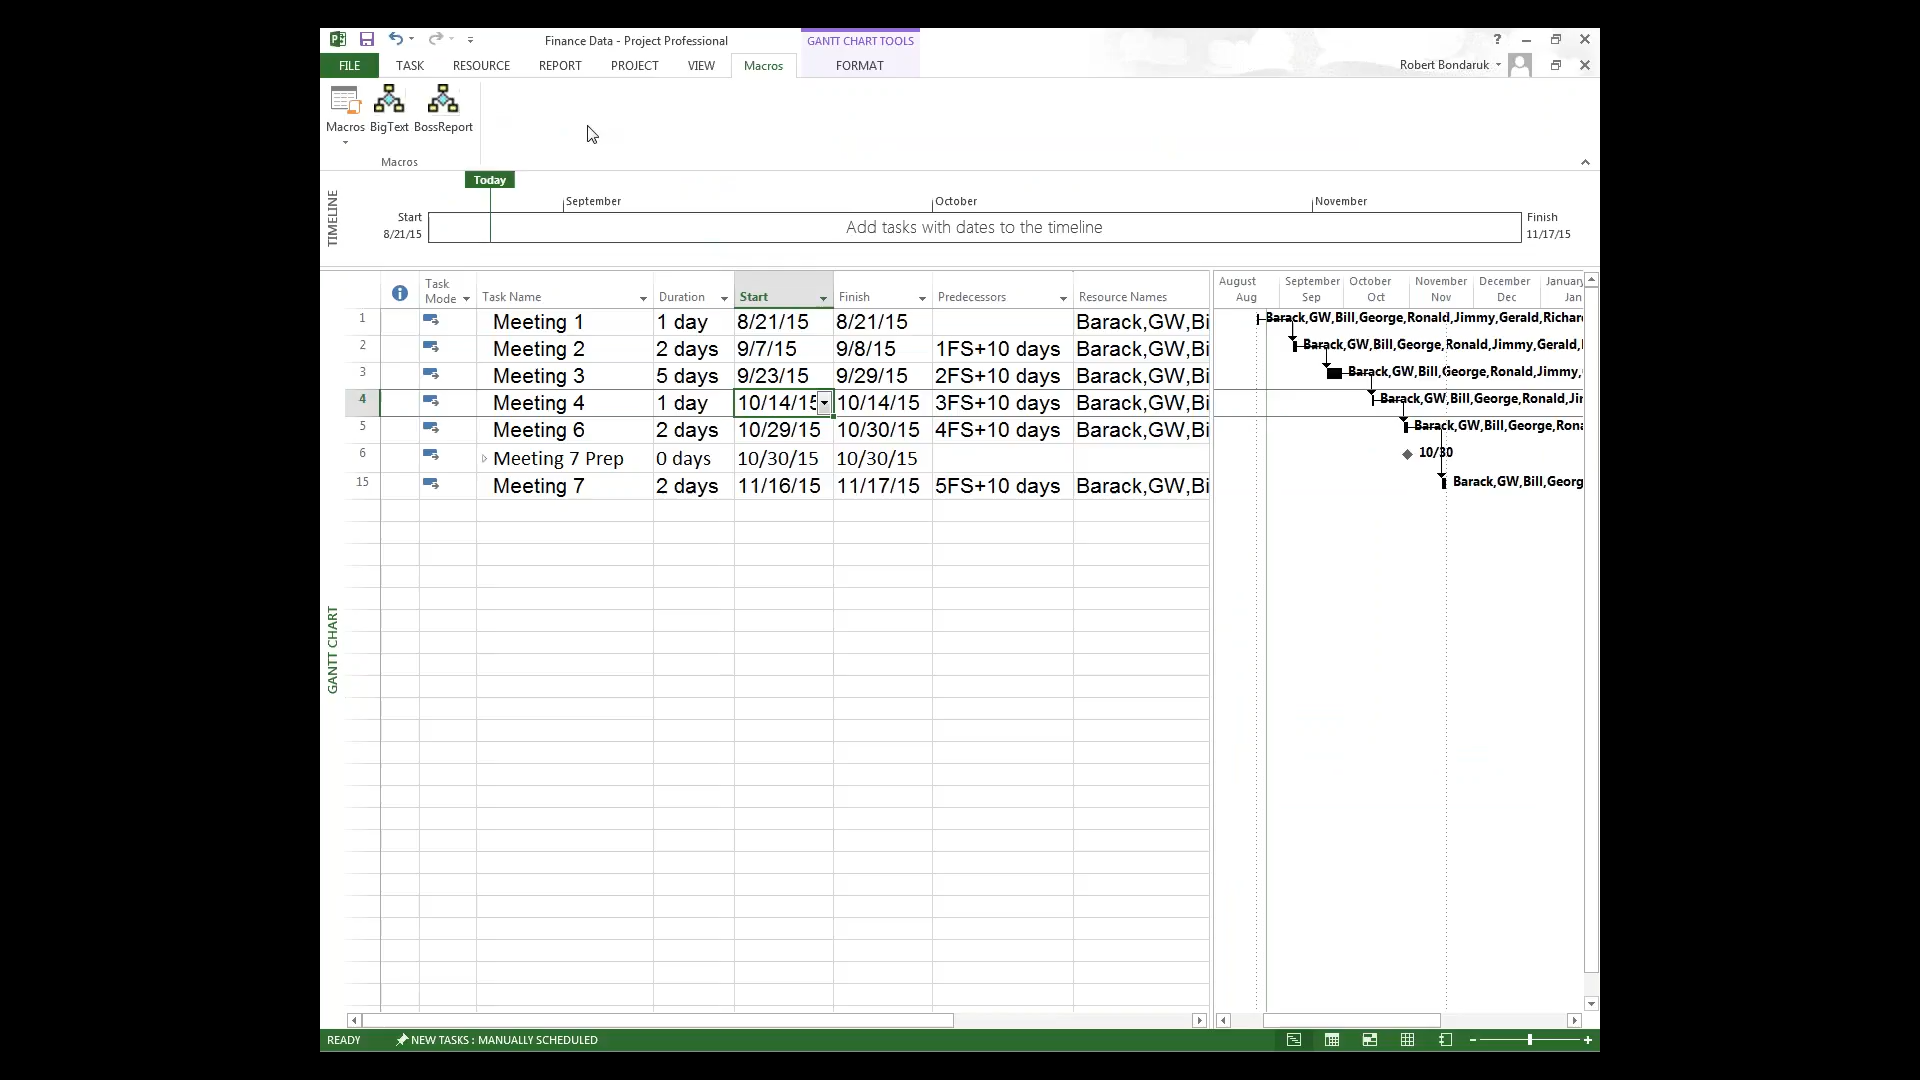 Finance Data - Project Professional
GANTT CHART TOOLS
?
FILE TASK RESOURCE REPORT PROJECT VIEW Macros FORMAT
Robert Bondaruk
Macros BigText BossReport
Macros
Today
TIMELINE
September October November
Start
8/21/15
Add tasks with dates to the timeline
Finish
11/17/15
Task Mode Task Name Duration Start Finish Predecessors Resource Names
August September October November December January
Aug Sep Oct Nov Dec Jan
1 Meeting 1 1 day 8/21/15 8/21/15 Barack,GW,Bi Barack,GW,Bill,George,Ronald,Jimmy,Gerald,Richar
2 Meeting 2 2 days 9/7/15 9/8/15 1FS+10 days Barack,GW,Bi Barack,GW,Bill,George,Ronald,Jimmy,Gerald,
3 Meeting 3 5 days 9/23/15 9/29/15 2FS+10 days Barack,GW,Bi Barack,GW,Bill,George,Ronald,Jimmy,
4 Meeting 4 1 day 10/14/15 10/14/15 3FS+10 days Barack,GW,Bi Barack,GW,Bill,George,Ronald,Jir
5 Meeting 6 2 days 10/29/15 10/30/15 4FS+10 days Barack,GW,Bi Barack,GW,Bill,George,Rona
6 Meeting 7 Prep 0 days 10/30/15 10/30/15 10/30
15 Meeting 7 2 days 11/16/15 11/17/15 5FS+10 days Barack,GW,Bi Barack,GW,Bill,Georg
GANTT CHART
READY NEW TASKS : MANUALLY SCHEDULED